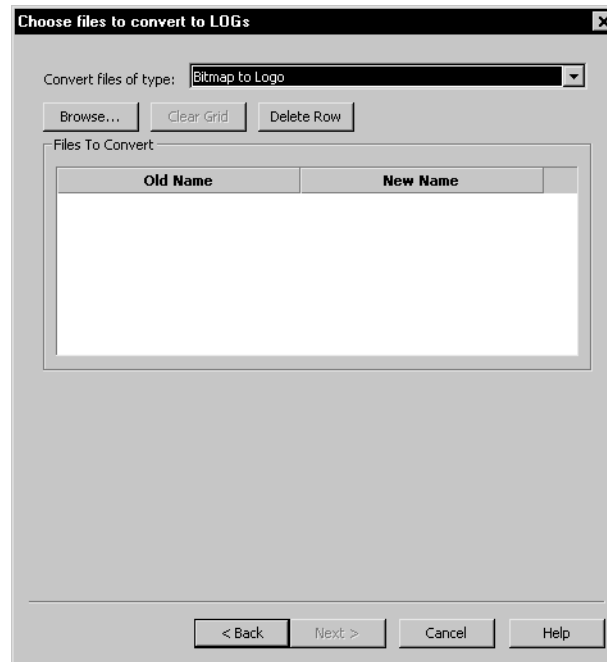 Choose files to convert to LOGs
Convert files of type: Bitmap to Logo
Browse... Clear Grid Delete Row
Files To Convert
Old Name New Name
< Back Next > Cancel Help